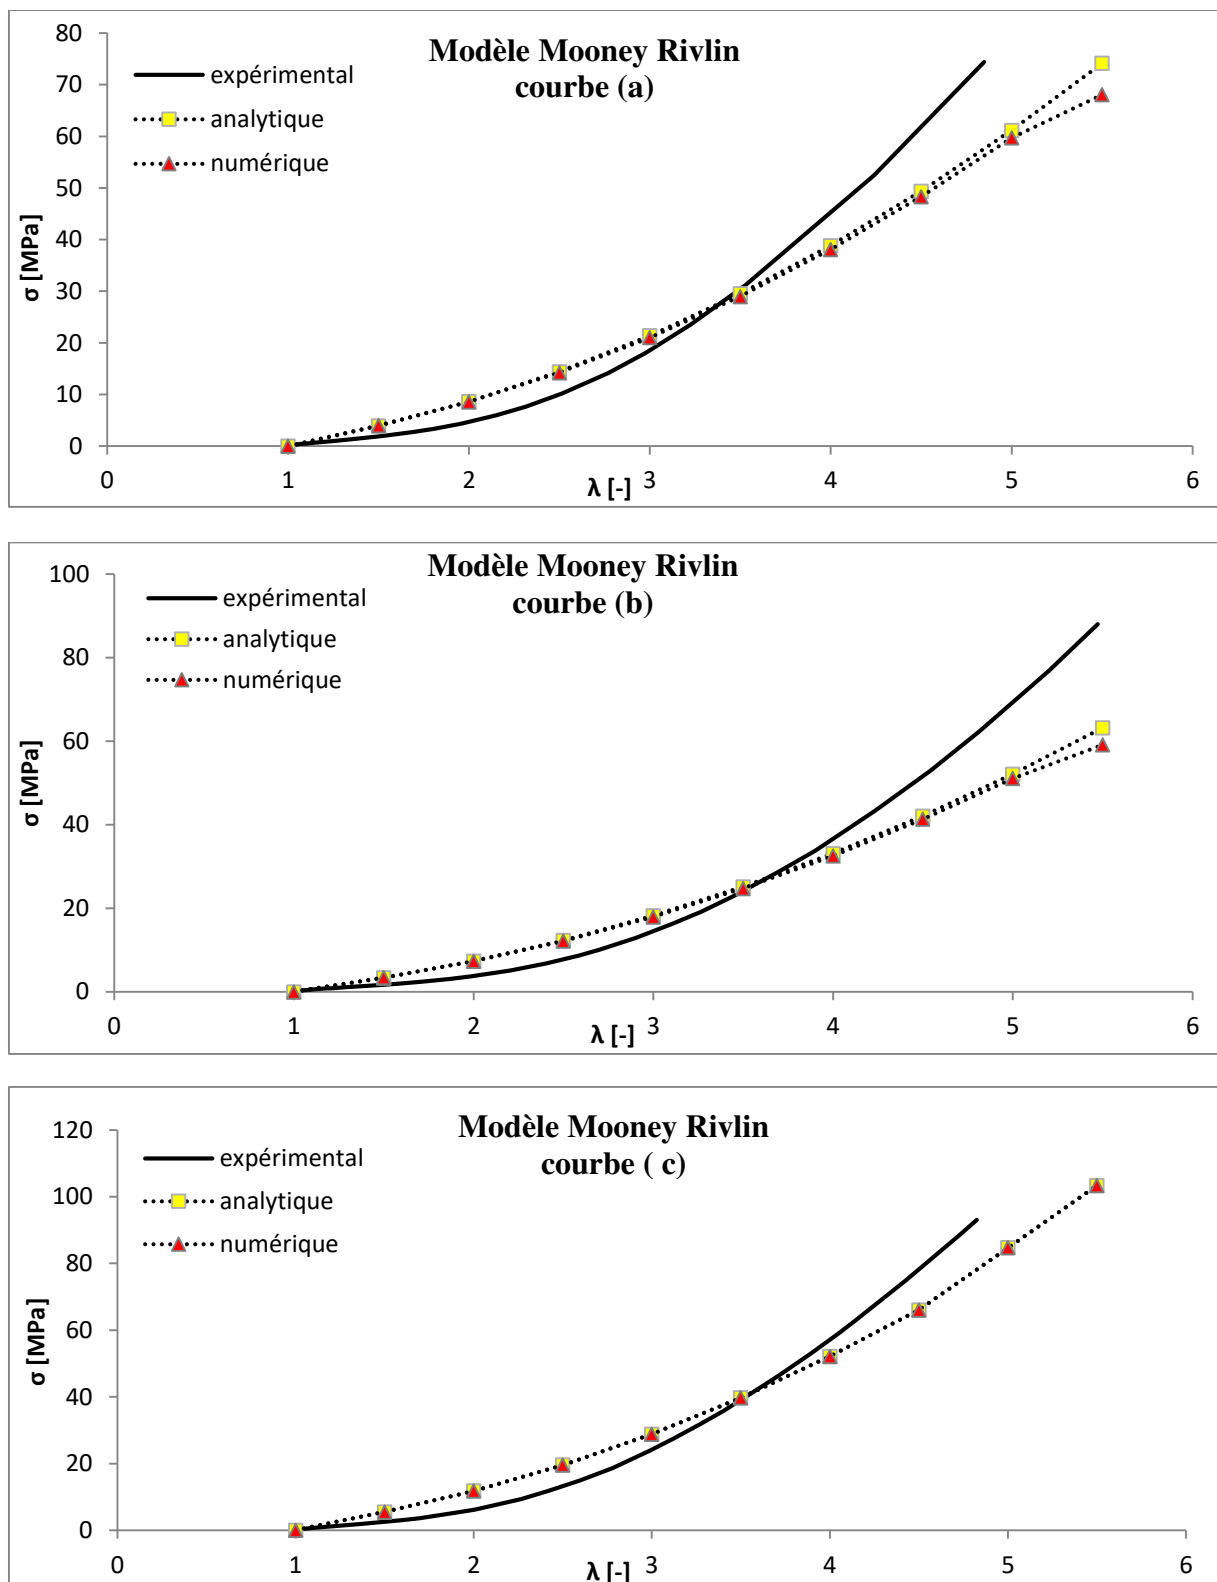 Modèle Mooney Rivlin
courbe (a)
expérimental
analytique
numérique
σ [MPa]
80
70
60
50
40
30
20
10
0
0 1 2 3 4 5 6
λ [-]
Modèle Mooney Rivlin
courbe (b)
expérimental
analytique
numérique
σ [MPa]
100
80
60
40
20
0
0 1 2 3 4 5 6
λ [-]
Modèle Mooney Rivlin
courbe ( c)
expérimental
analytique
numérique
σ [MPa]
120
100
80
60
40
20
0
0 1 2 3 4 5 6
λ [-]